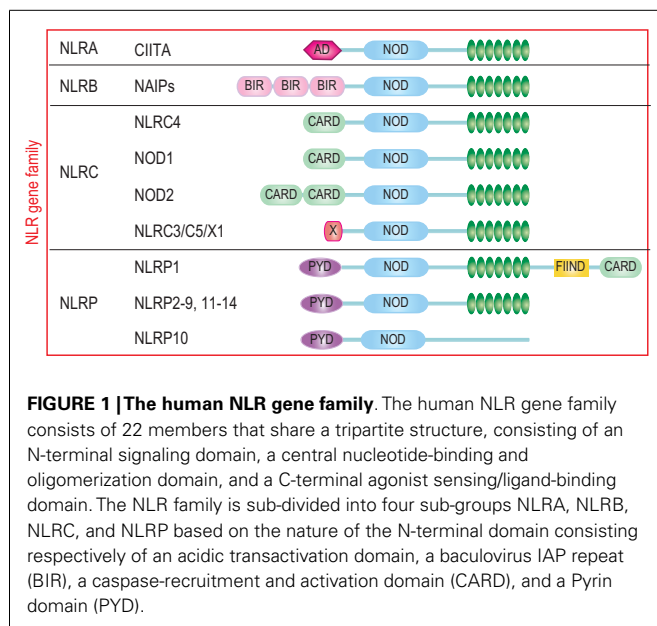 NLRA CIITA AD NOD
NLRB NAIPs BIR BIR BIR NOD
NLRC4 CARD NOD
NOD1 CARD NOD
NLRC
NOD2 CARD CARD NOD
NLRC3/C5/X1 X NOD
NLR gene family
NLRP1 PYD NOD FIIND CARD
NLRP NLRP2-9, 11-14 PYD NOD
NLRP10 PYD NOD
FIGURE 1 | The human NLR gene family. The human NLR gene family
consists of 22 members that share a tripartite structure, consisting of an
N-terminal signaling domain, a central nucleotide-binding and
oligomerization domain, and a C-terminal agonist sensing/ligand-binding
domain. The NLR family is sub-divided into four sub-groups NLRA, NLRB,
NLRC, and NLRP based on the nature of the N-terminal domain consisting
respectively of an acidic transactivation domain, a baculovirus IAP repeat
(BIR), a caspase-recruitment and activation domain (CARD), and a Pyrin
domain (PYD).